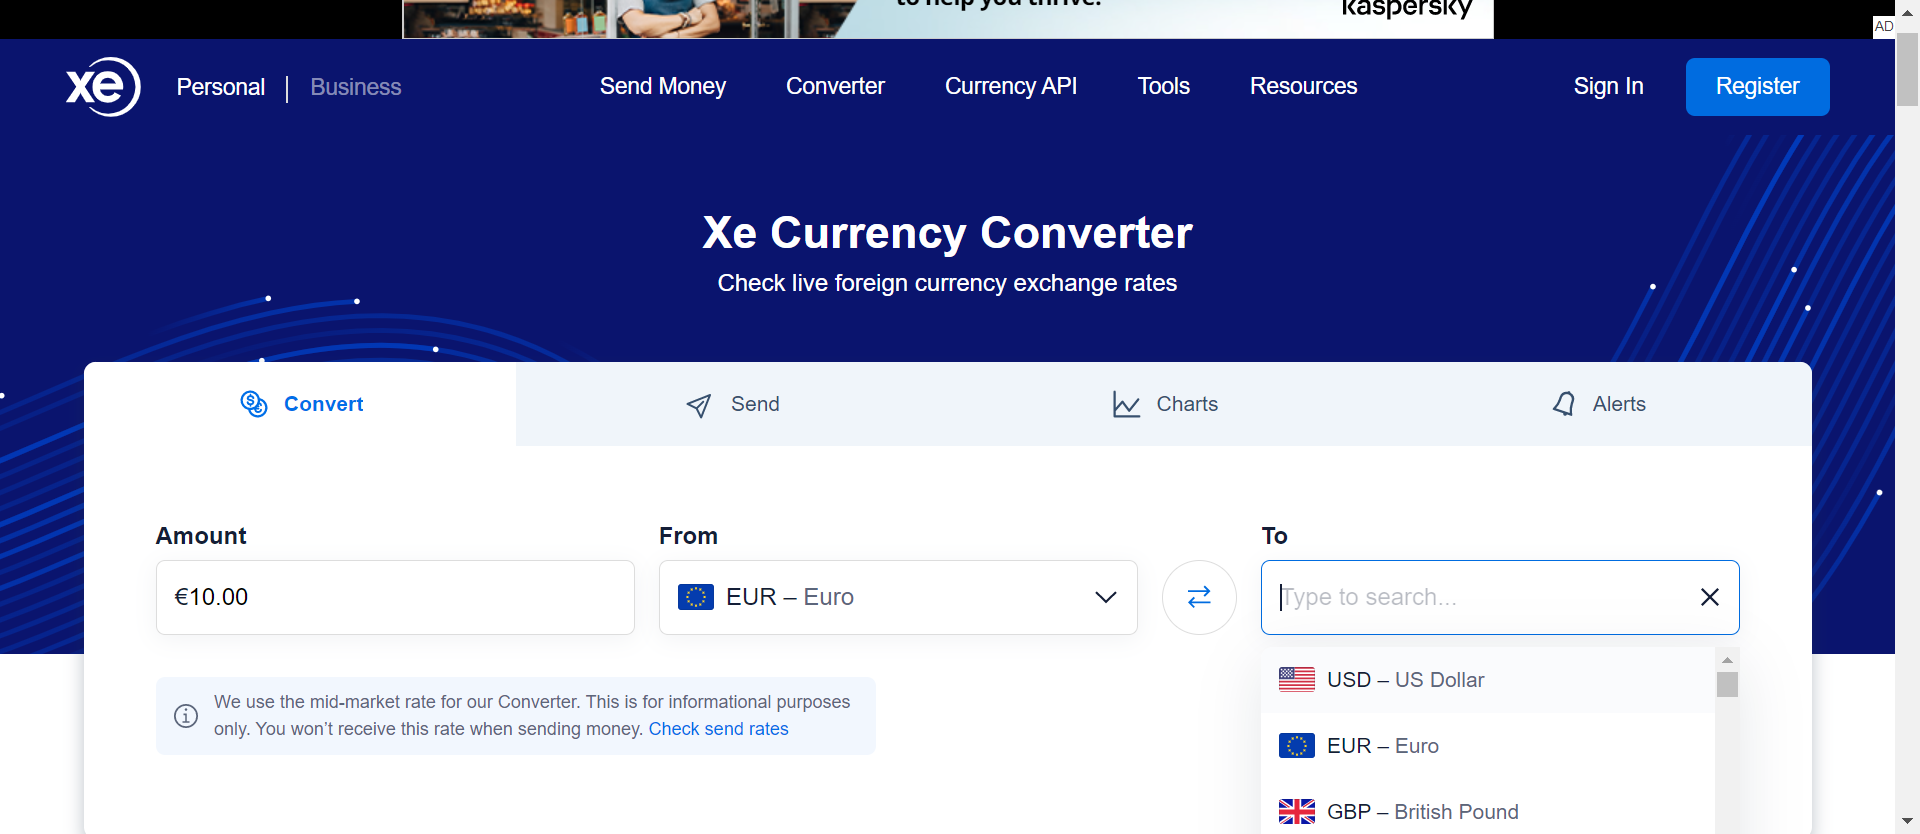 to help you thrive.
kaspersky
AD
xe
Personal
Business
Send Money
Converter
Currency API
Tools
Resources
Sign In
Register
Xe Currency Converter
Check live foreign currency exchange rates
Convert
Send
Charts
Alerts
Amount
From
To
€10.00
EUR – Euro
Type to search...
We use the mid-market rate for our Converter. This is for informational purposes
only. You won’t receive this rate when sending money. Check send rates
USD – US Dollar
EUR – Euro
GBP – British Pound